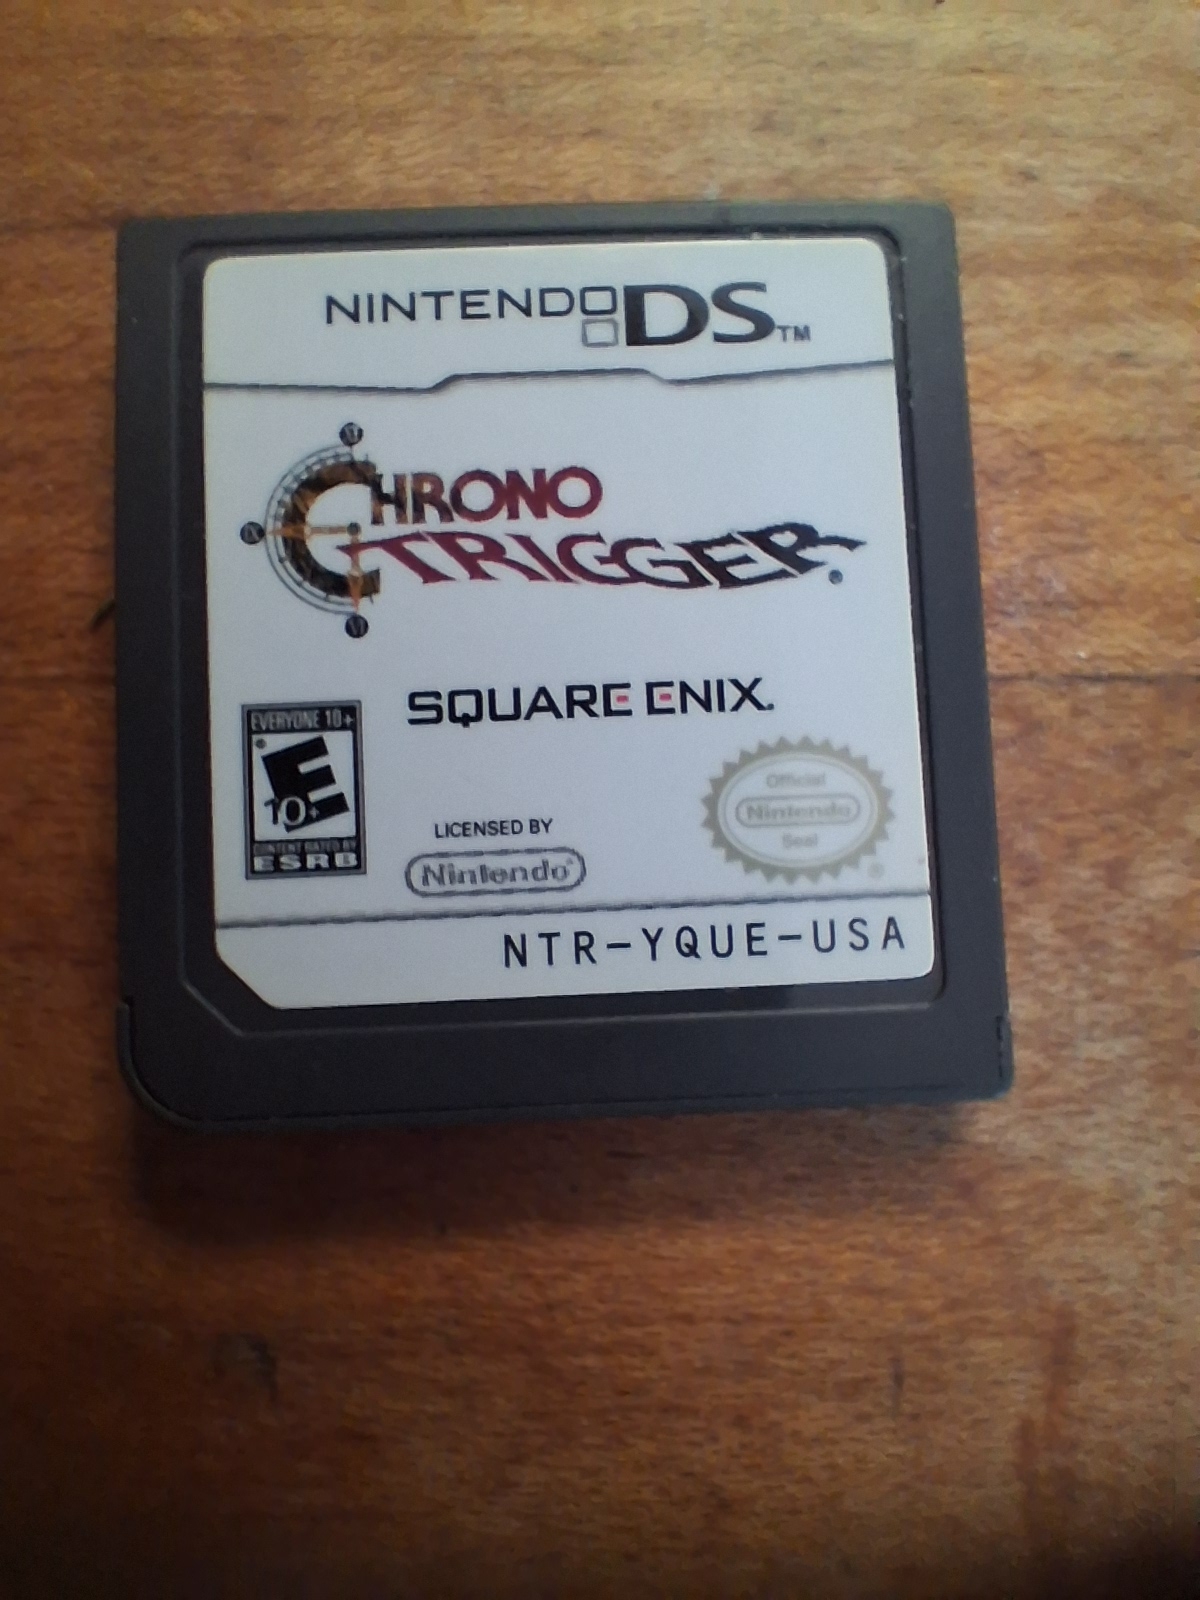 NINTENDO DS™
CHRONO
TRIGGER®
SQUARE ENIX.
EVERYONE 10+
E
10+
CONTENT RATED BY
ESRB
LICENSED BY
Nintendo®
Official
Nintendo
Seal
®
NTR-YQUE-USA